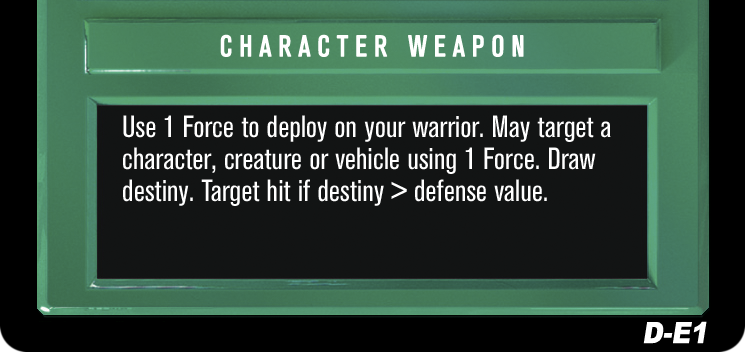 CHARACTER WEAPON
Use 1 Force to deploy on your warrior. May target a
character, creature or vehicle using 1 Force. Draw
destiny. Target hit if destiny > defense value.
D-E1